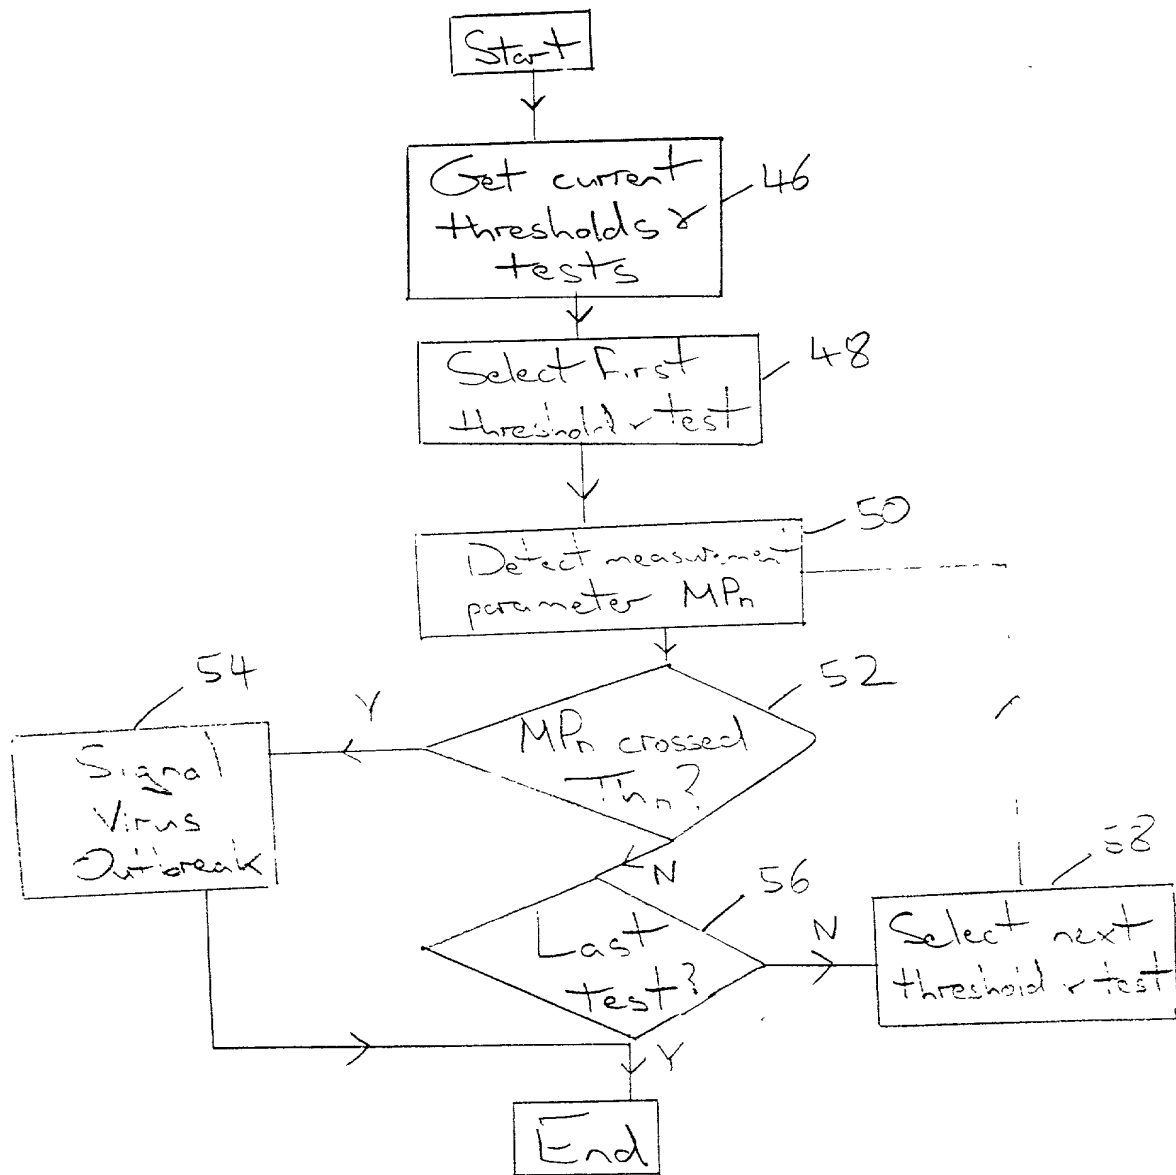 Start
Get current
thresholds &
tests
46
Select first
threshold & test
48
50
Detect measurement
parameter MPn
54
Y
52
MPn crossed
Thn?
Signal
Virus
Outbreak
N
56
58
Last
test?
N
Select next
threshold & test
Y
End